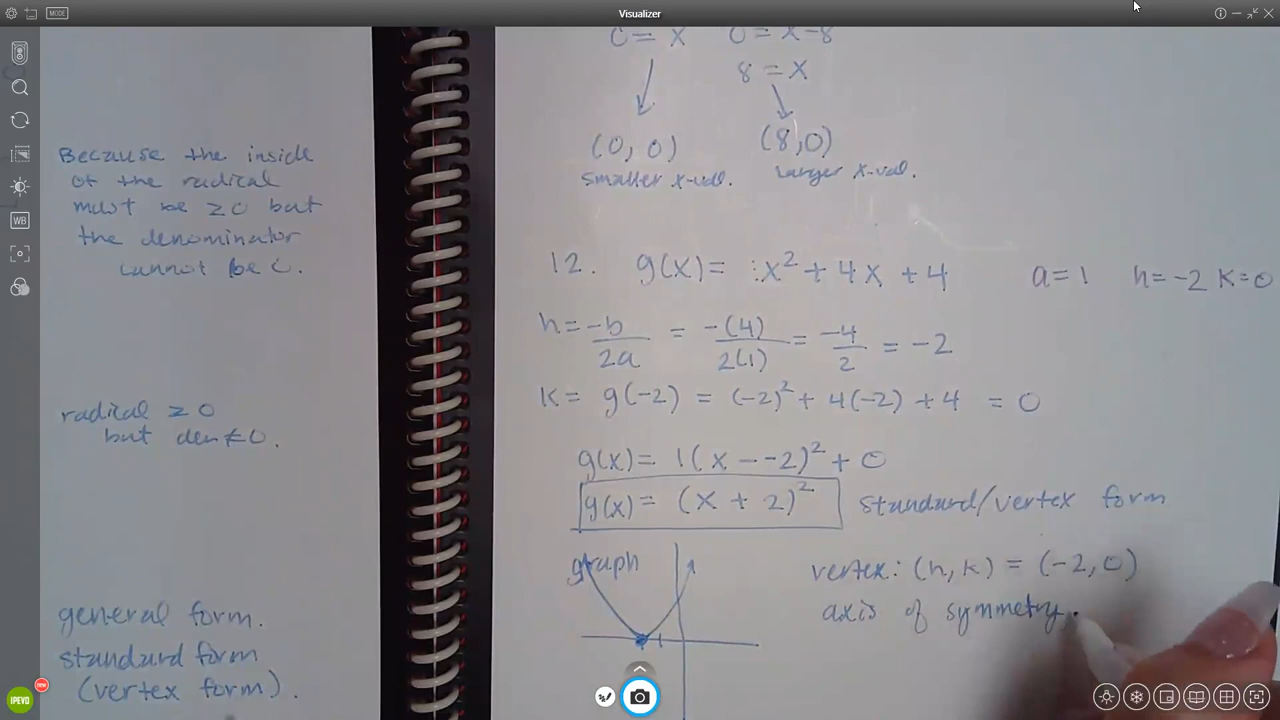 MODE
Visualizer
0 = x 0 = x-8
8 = x
(0, 0) (8,0)
smaller x-val. larger x-val.
Because the inside
of the radical
must be ≥0 but
the denominator
cannot be 0.
12. g(x) = x² + 4x + 4 a=1 h=-2 k=0
h = -b/2a = -(4)/2(1) = -4/2 = -2
k = g(-2) = (-2)² + 4(-2) + 4 = 0
radical ≥0
but den≠0.
g(x) = 1(x - -2)² + 0
g(x) = (x + 2)² standard/vertex form
graph
vertex: (h, k) = (-2, 0)
axis of symmetry
general form.
standard form
(vertex form).
IPEVO
new
WB